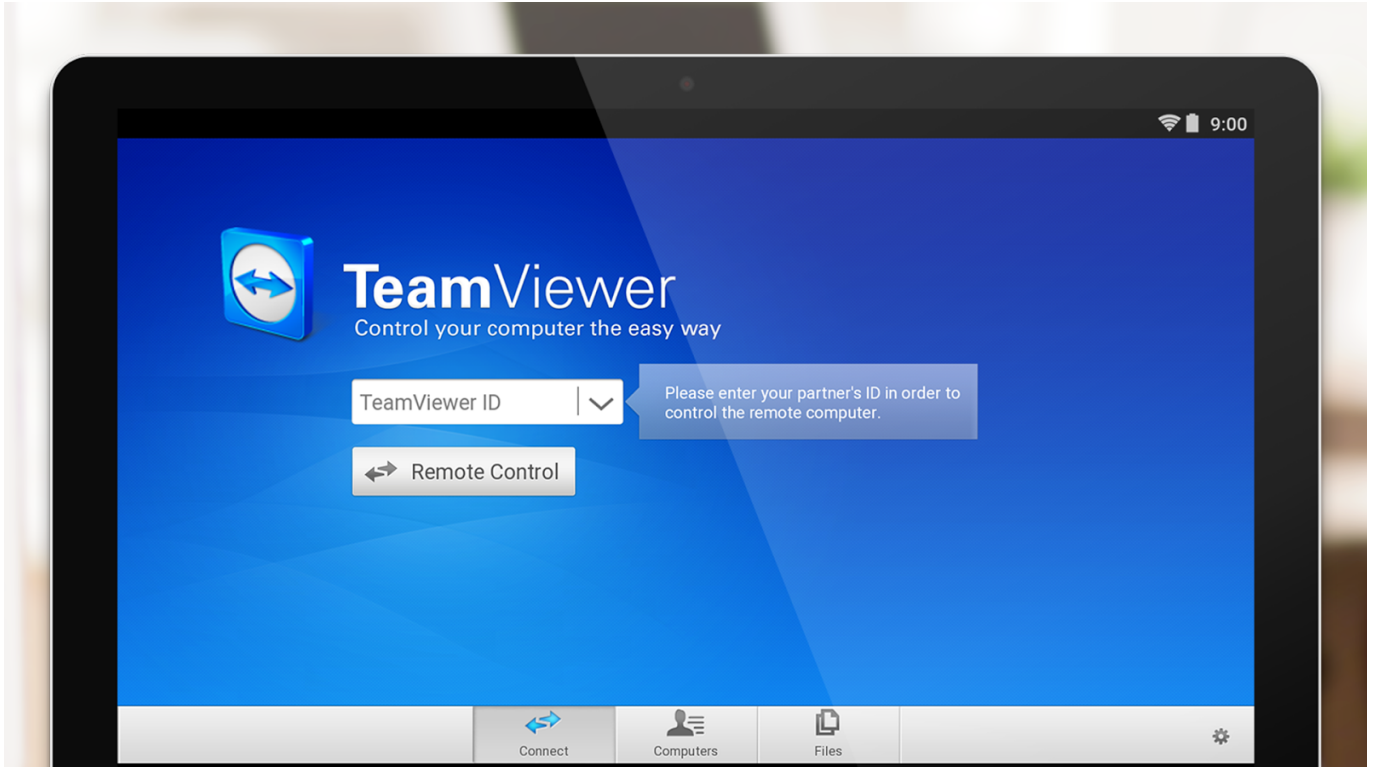 9:00
TeamViewer
Control your computer the easy way
TeamViewer ID
Please enter your partner's ID in order to
control the remote computer.
Remote Control
Connect
Computers
Files